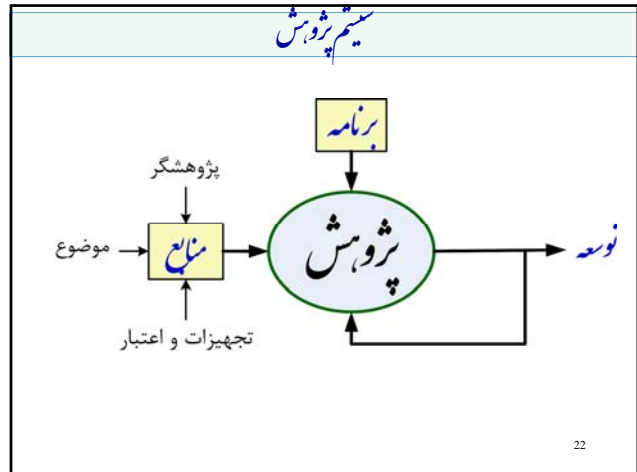 سیستم پژوهش
برنامه
پژوهشگر
موضوع
منابع
پژوهش
توسعه
تجهیزات و اعتبار
22